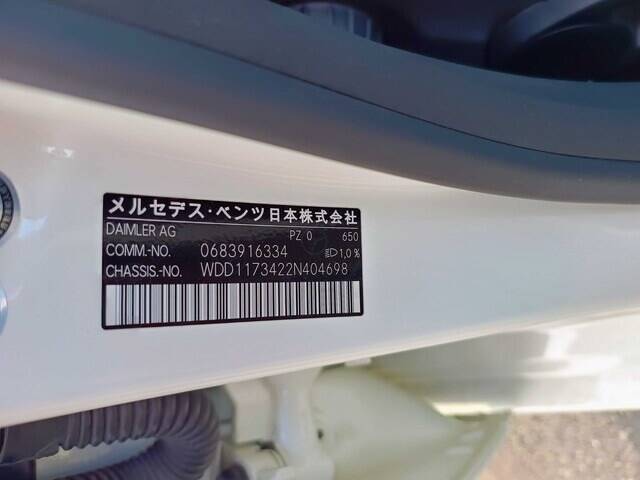 メルセデス・ベンツ日本株式会社
DAIMLER AG PZ 0 650
COMM.-NO. 0683916334 1,0 %
CHASSIS.-NO. WDD1173422N404698